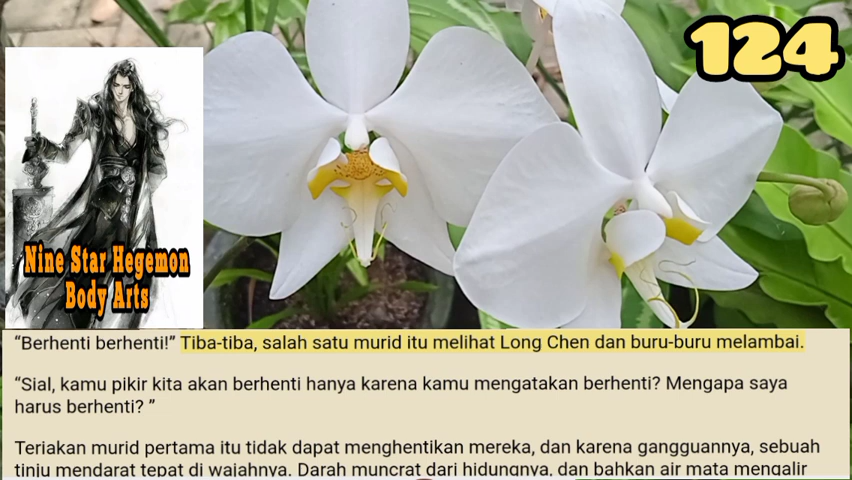 124
Nine Star Hegemon
Body Arts
“Berhenti berhenti!” Tiba-tiba, salah satu murid itu melihat Long Chen dan buru-buru melambai.
“Sial, kamu pikir kita akan berhenti hanya karena kamu mengatakan berhenti? Mengapa saya
harus berhenti? ”
Teriakan murid pertama itu tidak dapat menghentikan mereka, dan karena gangguannya, sebuah
tinju mendarat tepat di wajahnya. Darah muncrat dari hidungnya, dan bahkan air mata mengalir